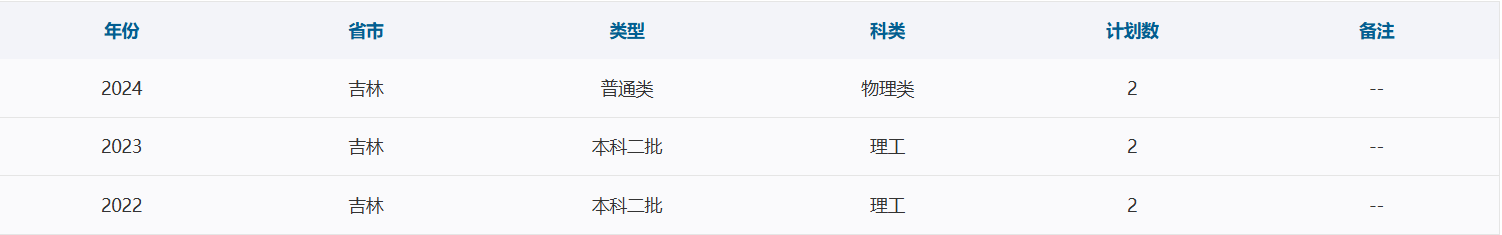 年份 省市 类型 科类 计划数 备注
2024 吉林 普通类 物理类 2 --
2023 吉林 本科二批 理工 2 --
2022 吉林 本科二批 理工 2 --